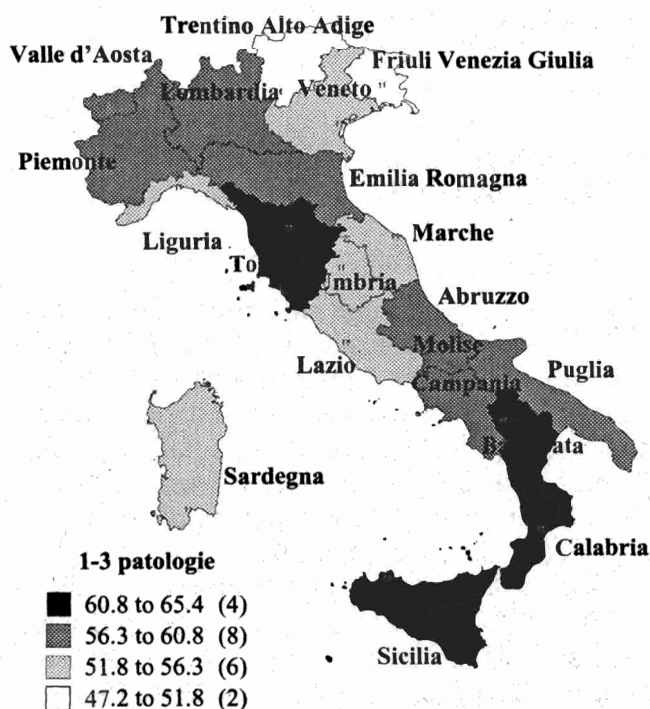 Trentino Alto Adige
Valle d'Aosta
Friuli Venezia Giulia
Lombardia
Veneto
Piemonte
Emilia Romagna
Liguria
Marche
To
Umbria
Abruzzo
Molise
Lazio
Puglia
Campania
Sardegna
Calabria
Sicilia
1-3 patologie
60.8 to 65.4 (4)
56.3 to 60.8 (8)
51.8 to 56.3 (6)
47.2 to 51.8 (2)